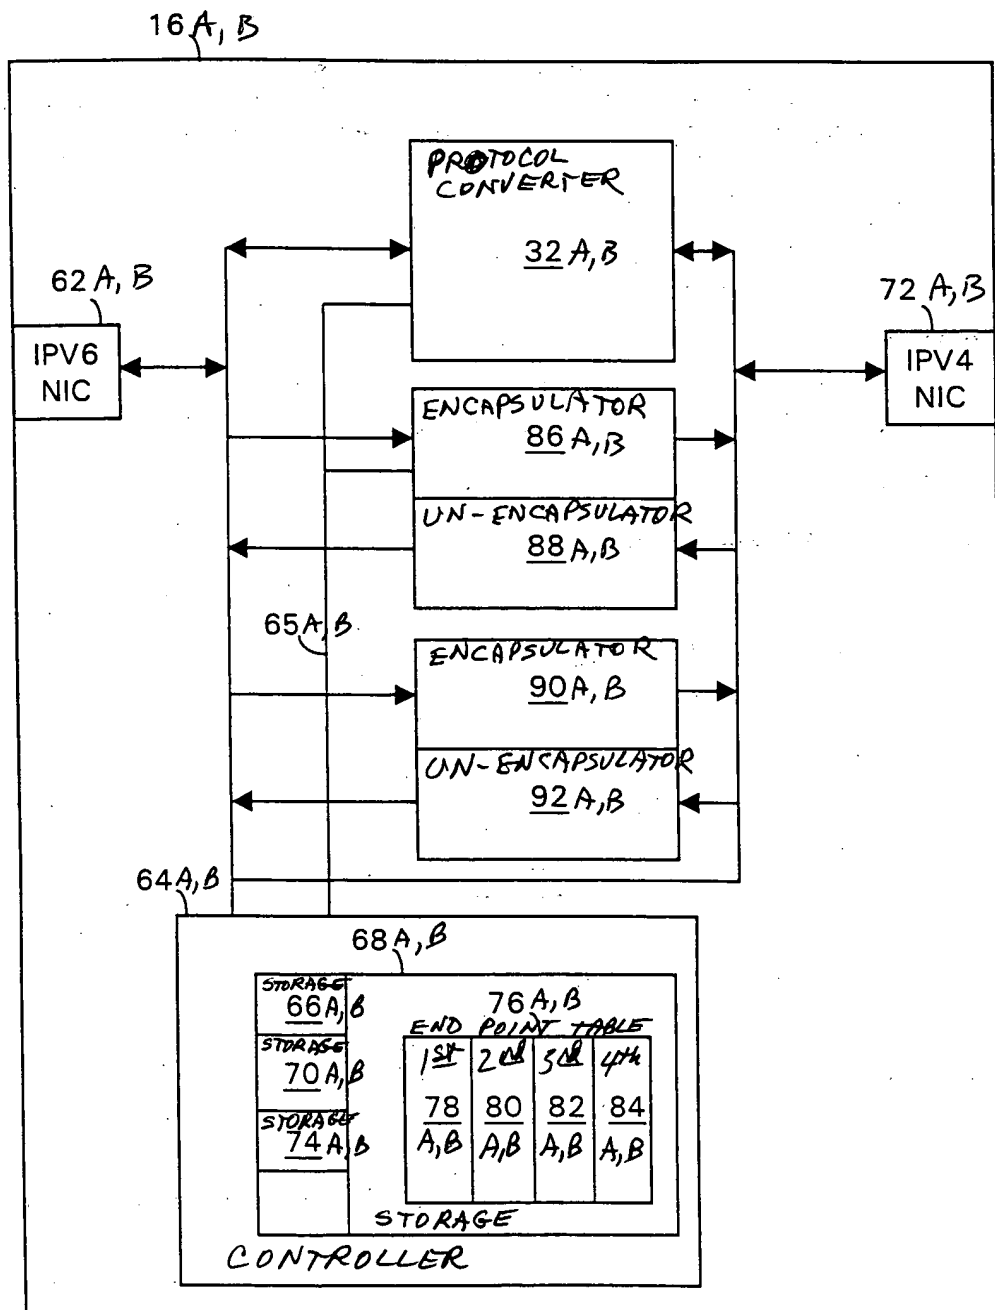 16A, B
PROTOCOL
CONVERTER
32A, B
62A, B
72A, B
IPV6
NIC
IPV4
NIC
ENCAPSULATOR
86A, B
UN-ENCAPSULATOR
88A, B
65A, B
ENCAPSULATOR
90A, B
UN-ENCAPSULATOR
92A, B
64A, B
68A, B
STORAGE
66A, B
76A, B
END POINT TABLE
STORAGE
70A, B
1st 2nd 3rd 4th
78 80 82 84
A,B A,B A,B A,B
STORAGE
74A, B
STORAGE
CONTROLLER